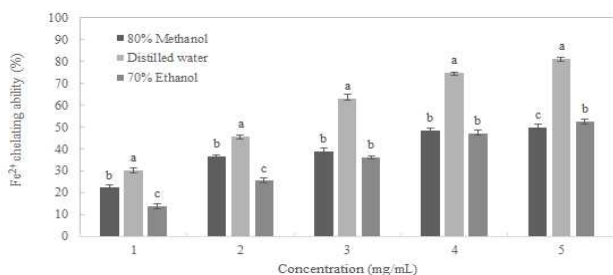 100
90
80
70
60
50
40
30
20
10
0
Fe²⁺ chelating ability (%)
80% Methanol
Distilled water
70% Ethanol
b a c
b a c
b a b
b a b
c a b
1 2 3 4 5
Concentration (mg/mL)